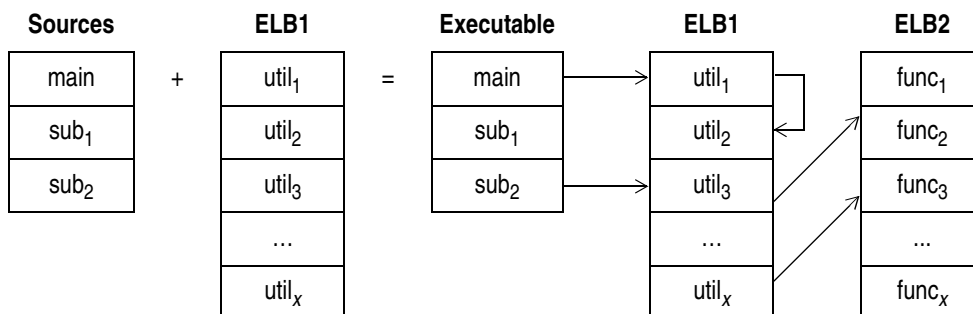 Sources ELB1 Executable ELB1 ELB2
main + util₁ = main util₁ func₁
sub₁ util₂ sub₁ util₂ func₂
sub₂ util₃ sub₂ util₃ func₃
... ... ...
utilₓ utilₓ funcₓ